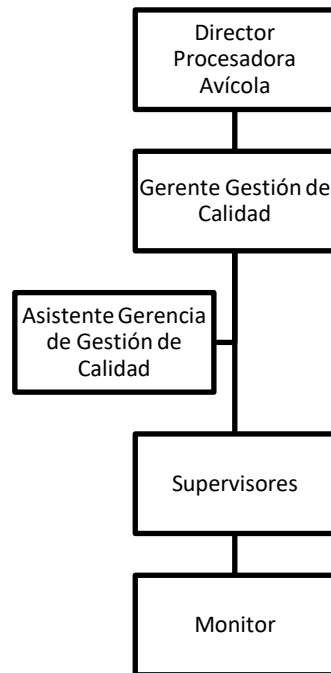 Director
Procesadora
Avícola
Gerente Gestión de
Calidad
Asistente Gerencia
de Gestión de
Calidad
Supervisores
Monitor